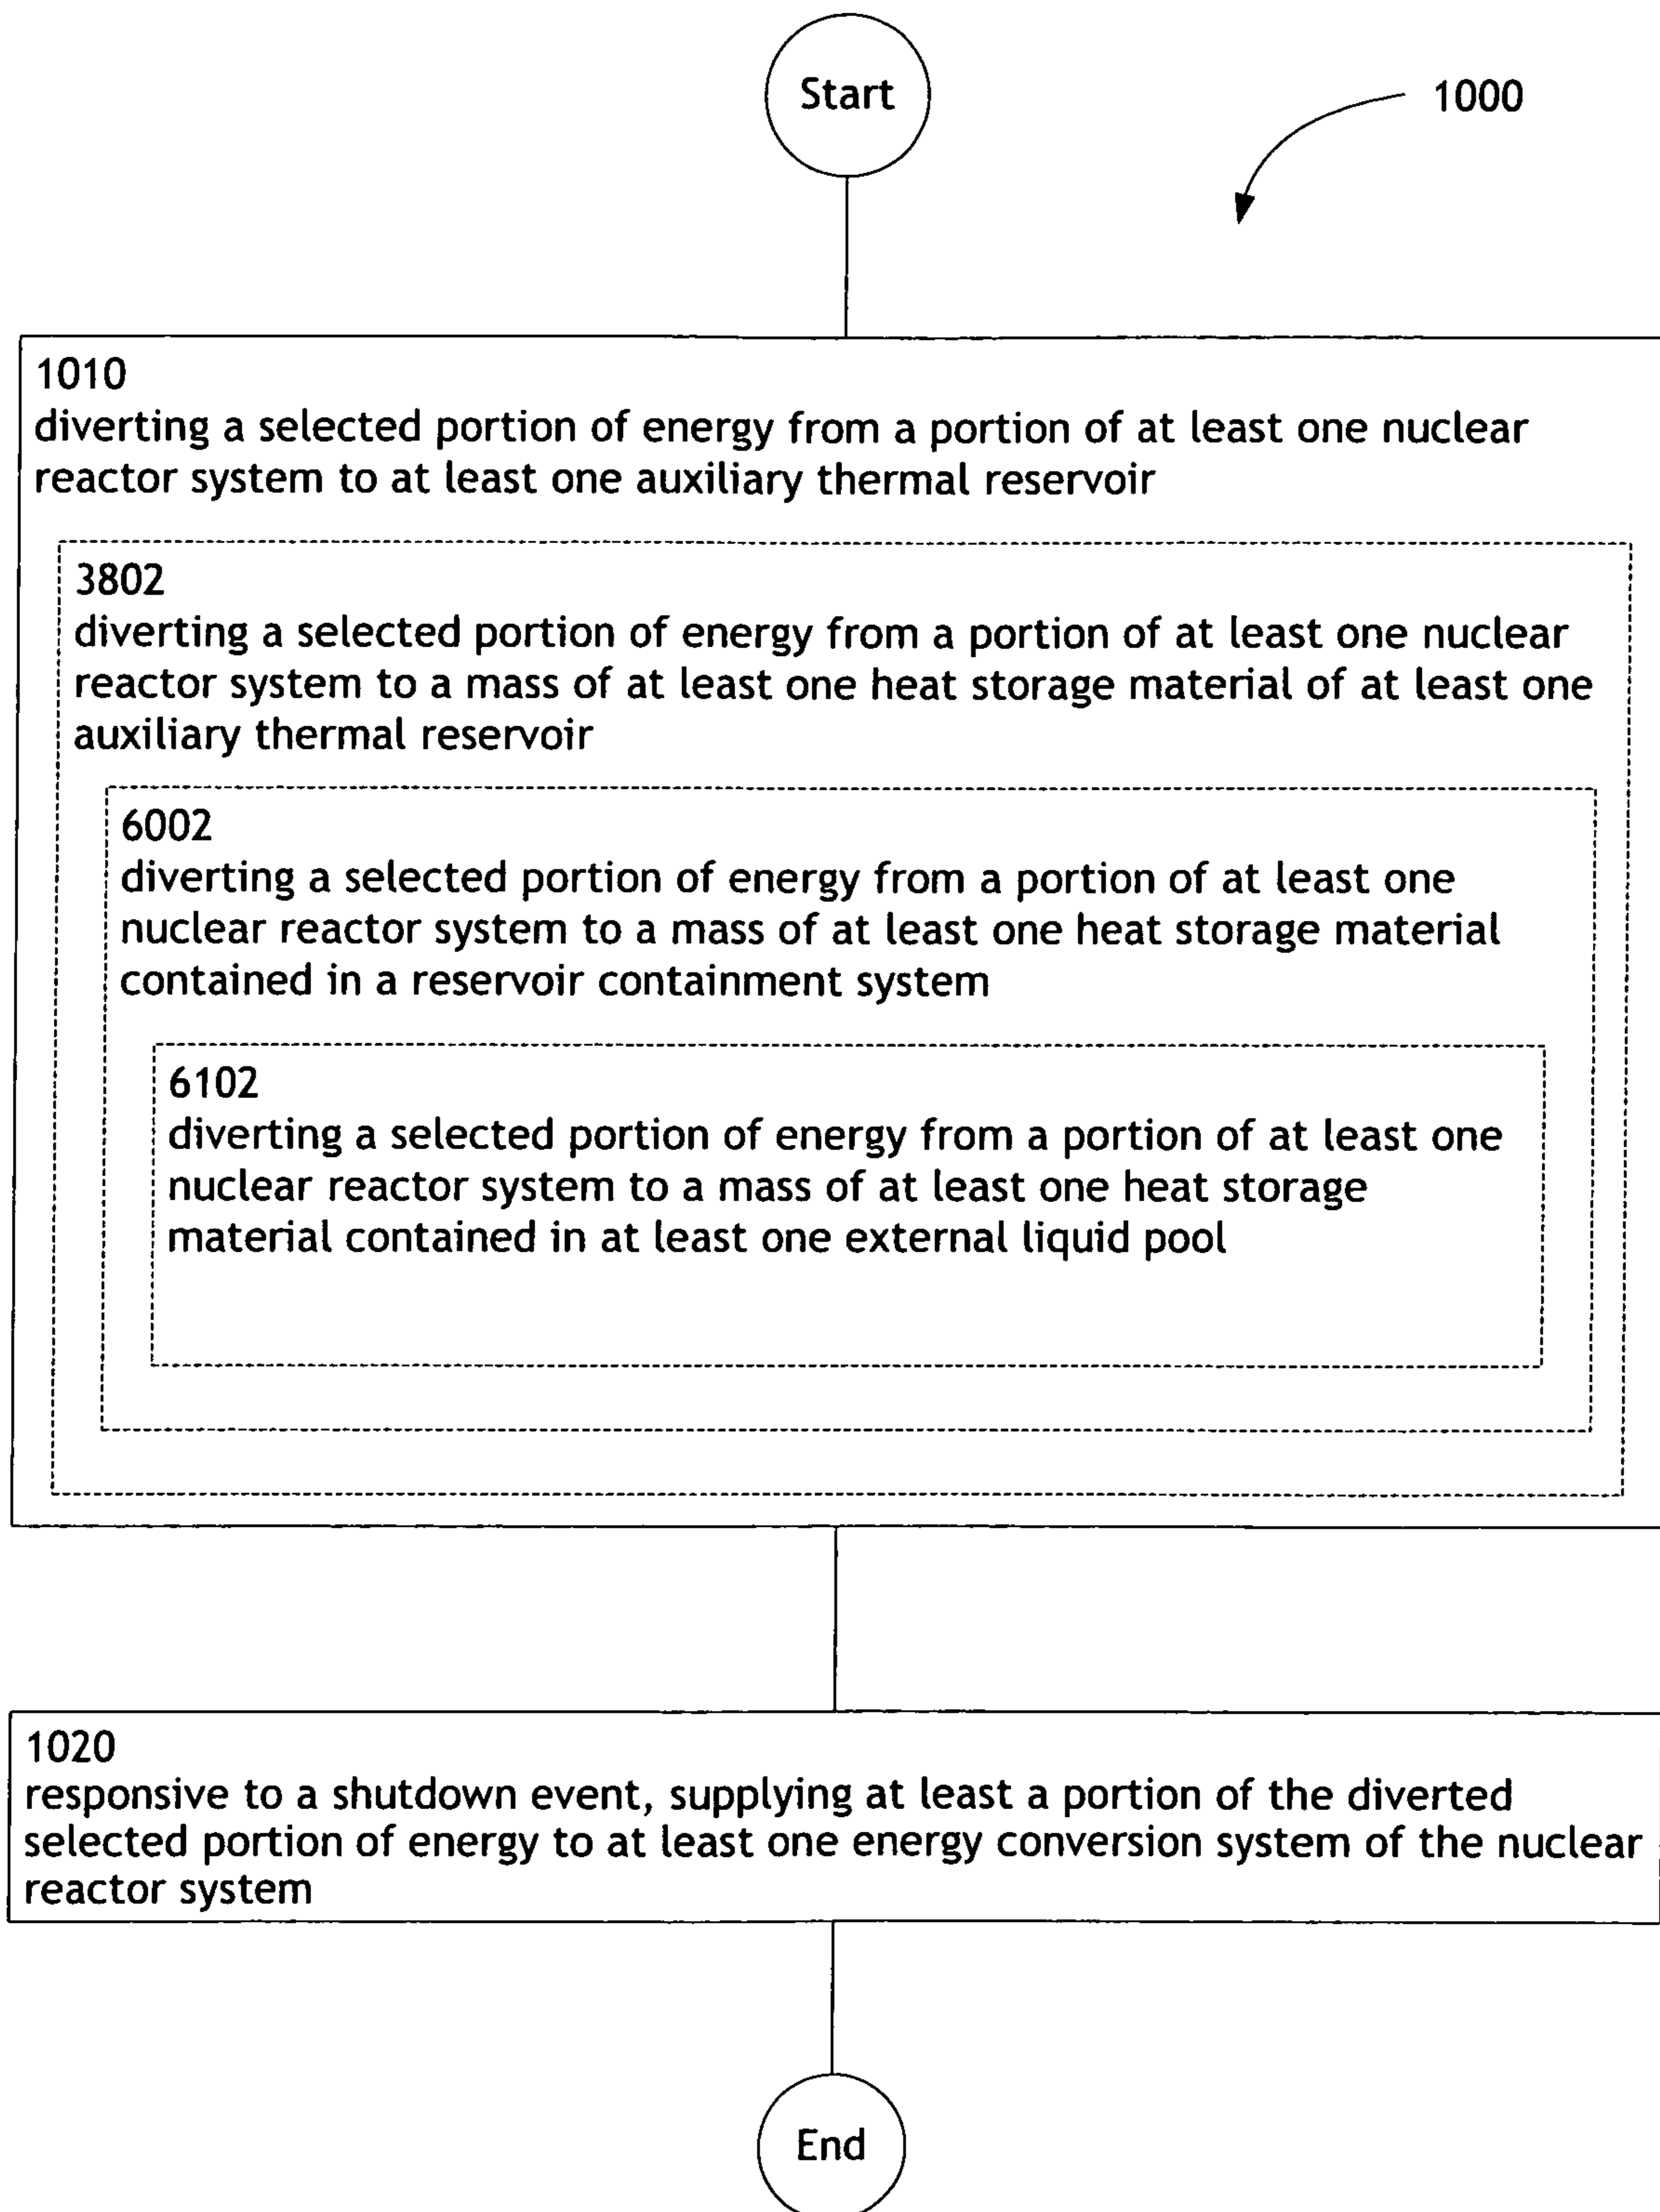 Start
1000
1010
diverting a selected portion of energy from a portion of at least one nuclear
reactor system to at least one auxiliary thermal reservoir
3802
diverting a selected portion of energy from a portion of at least one nuclear
reactor system to a mass of at least one heat storage material of at least one
auxiliary thermal reservoir
6002
diverting a selected portion of energy from a portion of at least one
nuclear reactor system to a mass of at least one heat storage material
contained in a reservoir containment system
6102
diverting a selected portion of energy from a portion of at least one
nuclear reactor system to a mass of at least one heat storage
material contained in at least one external liquid pool
1020
responsive to a shutdown event, supplying at least a portion of the diverted
selected portion of energy to at least one energy conversion system of the nuclear
reactor system
End